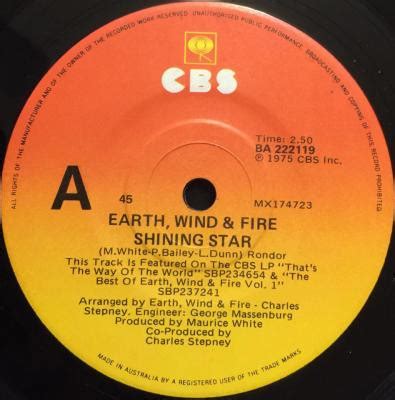 ALL RIGHTS OF THE MANUFACTURER AND OF THE OWNER OF THE RECORDED WORK RESERVED. UNAUTHORISED PUBLIC PERFORMANCE, BROADCASTING AND COPYING OF THIS RECORD PROHIBITED
CBS
Time: 2.50
BA 222119
℗ 1975 CBS Inc.
A
45
MX174723
EARTH, WIND & FIRE
SHINING STAR
(M.White-P.Bailey-L.Dunn) Rondor
This Track Is Featured On The CBS LP "That's
The Way Of The World" SBP234654 & "The
Best Of Earth, Wind & Fire Vol. 1"
SBP237241
Arranged by Earth, Wind & Fire - Charles
Stepney. Engineer: George Massenburg
Produced by Maurice White
Co-Produced by
Charles Stepney
MADE IN AUSTRALIA BY A REGISTERED USER OF THE TRADE MARKS